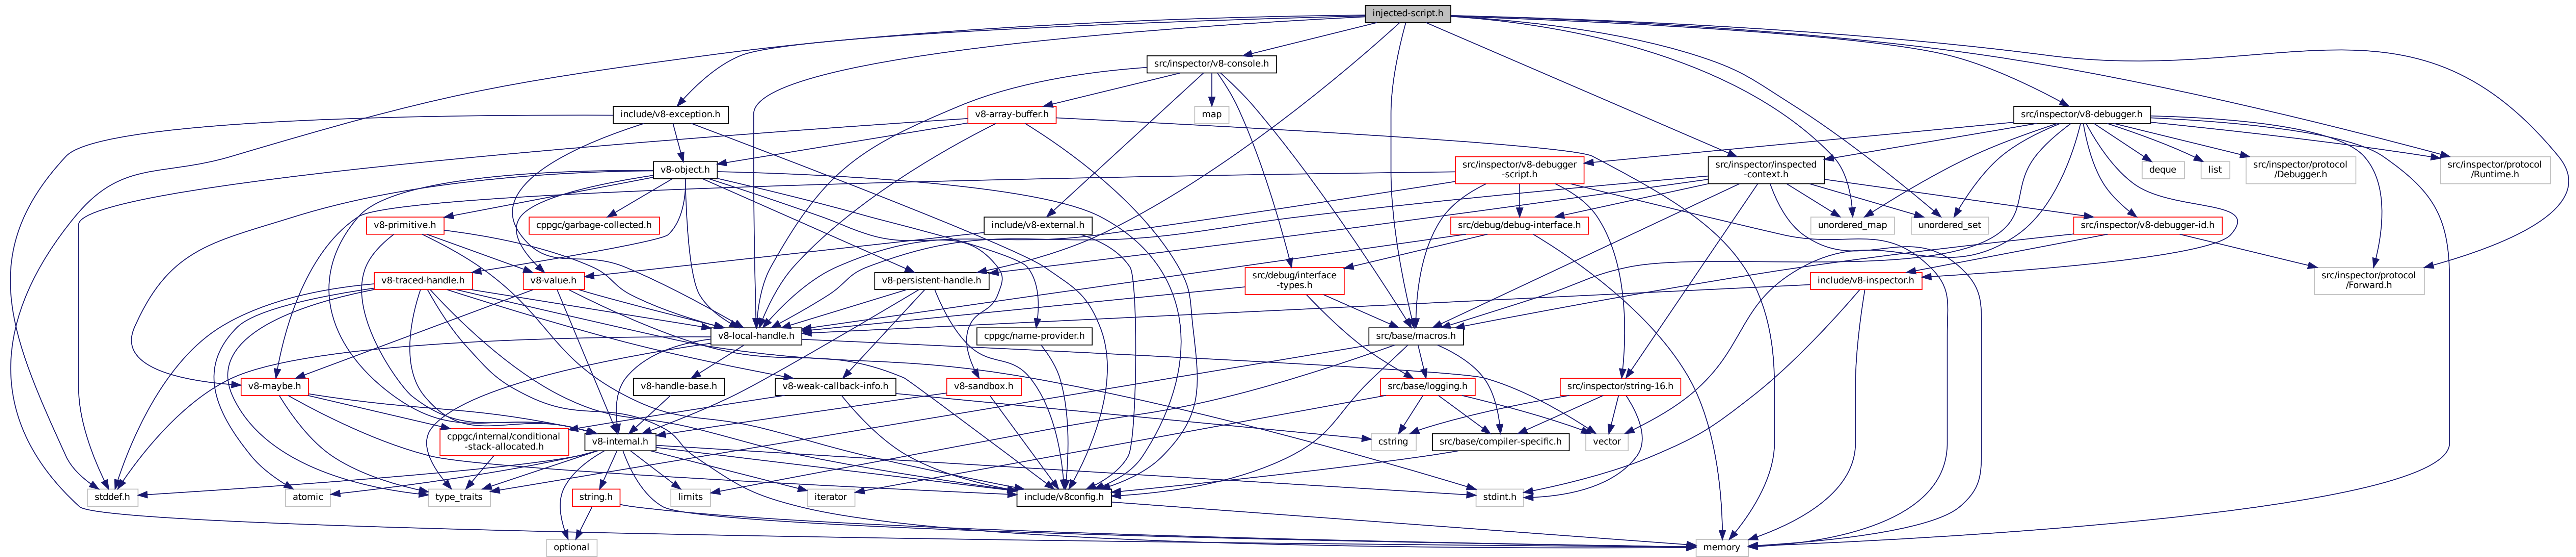 injected-script.h
src/inspector/v8-console.h
include/v8-exception.h
v8-array-buffer.h
map
src/inspector/v8-debugger.h
v8-object.h
src/inspector/v8-debugger
-script.h
src/inspector/inspected
-context.h
deque
list
src/inspector/protocol
/Debugger.h
src/inspector/protocol
/Runtime.h
v8-primitive.h
cppgc/garbage-collected.h
include/v8-external.h
src/debug/debug-interface.h
unordered_map
unordered_set
src/inspector/v8-debugger-id.h
v8-traced-handle.h
v8-value.h
v8-persistent-handle.h
src/debug/interface
-types.h
include/v8-inspector.h
src/inspector/protocol
/Forward.h
v8-local-handle.h
cppgc/name-provider.h
src/base/macros.h
v8-maybe.h
v8-handle-base.h
v8-weak-callback-info.h
v8-sandbox.h
src/base/logging.h
src/inspector/string-16.h
cppgc/internal/conditional
-stack-allocated.h
v8-internal.h
cstring
src/base/compiler-specific.h
vector
stddef.h
atomic
type_traits
string.h
limits
iterator
include/v8config.h
stdint.h
optional
memory